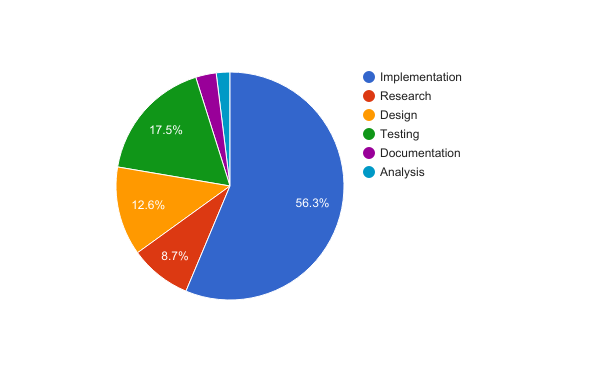 17.5%
12.6%
8.7%
56.3%
Implementation
Research
Design
Testing
Documentation
Analysis